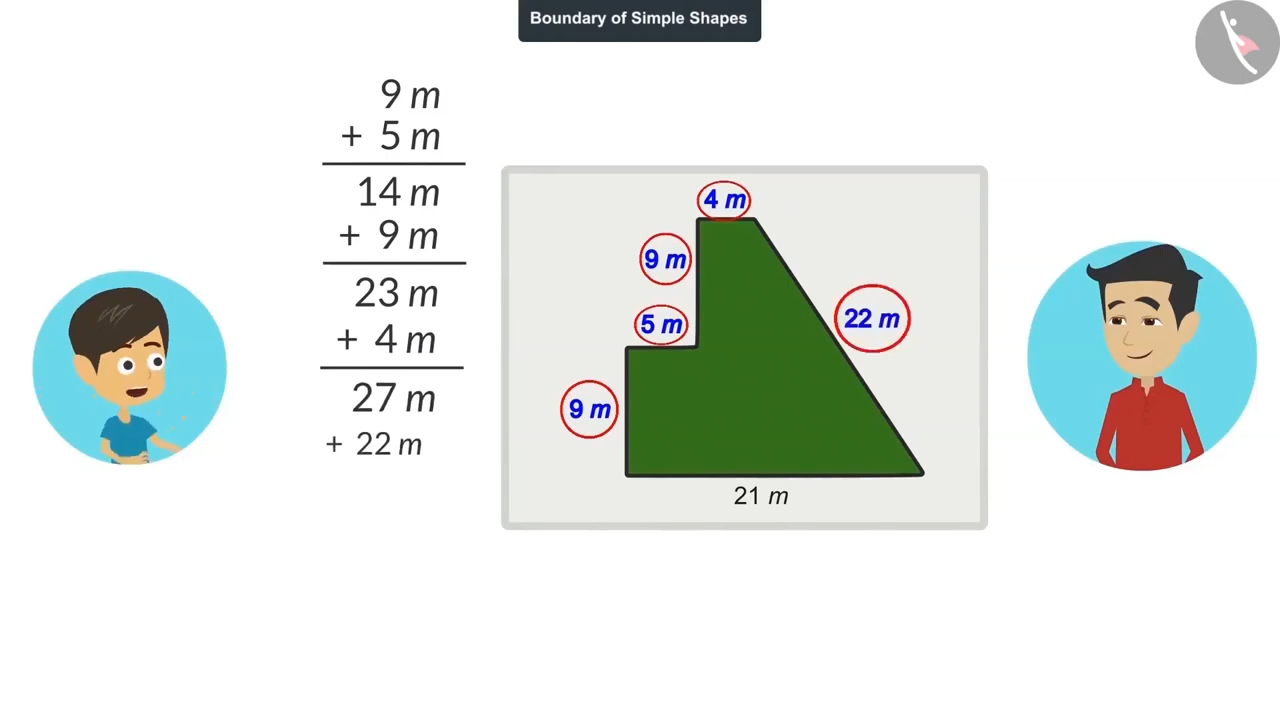 Boundary of Simple Shapes
9 m
+ 5 m
14 m
+ 9 m
23 m
+ 4 m
27 m
+ 22 m
4 m
9 m
5 m
22 m
9 m
21 m